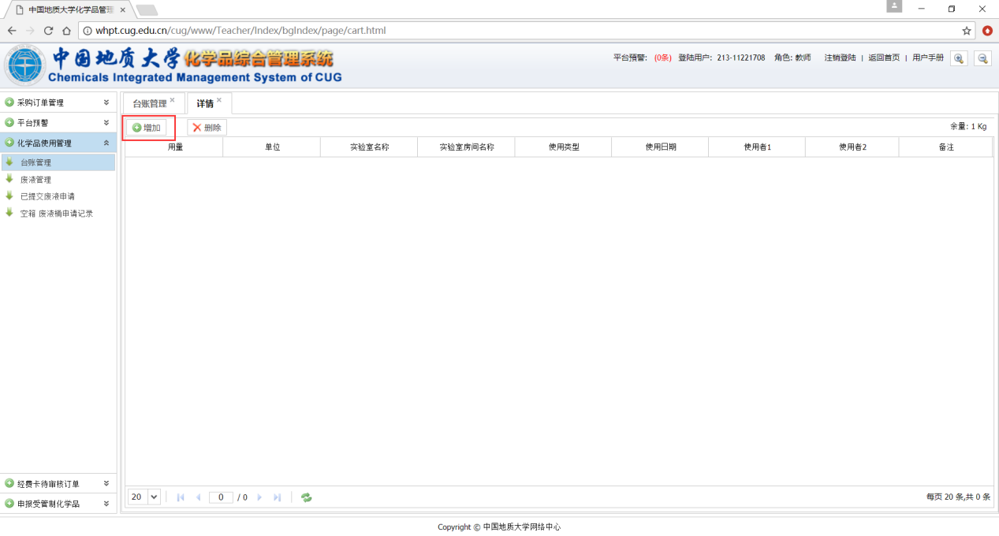 中国地质大学化学品管理
whpt.cug.edu.cn/cug/www/Teacher/Index/bgIndex/page/cart.html
中国地质大学化学品综合管理系统
Chemicals Integrated Management System of CUG
平台预警: (0条) 登陆用户: 213-11221708 角色: 教师 注销登陆 | 返回首页 | 用户手册
采购订单管理
平台预警
化学品使用管理
台账管理
废液管理
已提交废液申请
空箱 废液桶申请记录
经费卡待审核订单
申报受管制化学品
台账管理 详情
增加 删除 余量: 1 Kg
用量 单位 实验室名称 实验室房间名称 使用类型 使用日期 使用者1 使用者2 备注
20 0 / 0 每页 20 条,共 0 条
Copyright © 中国地质大学网络中心